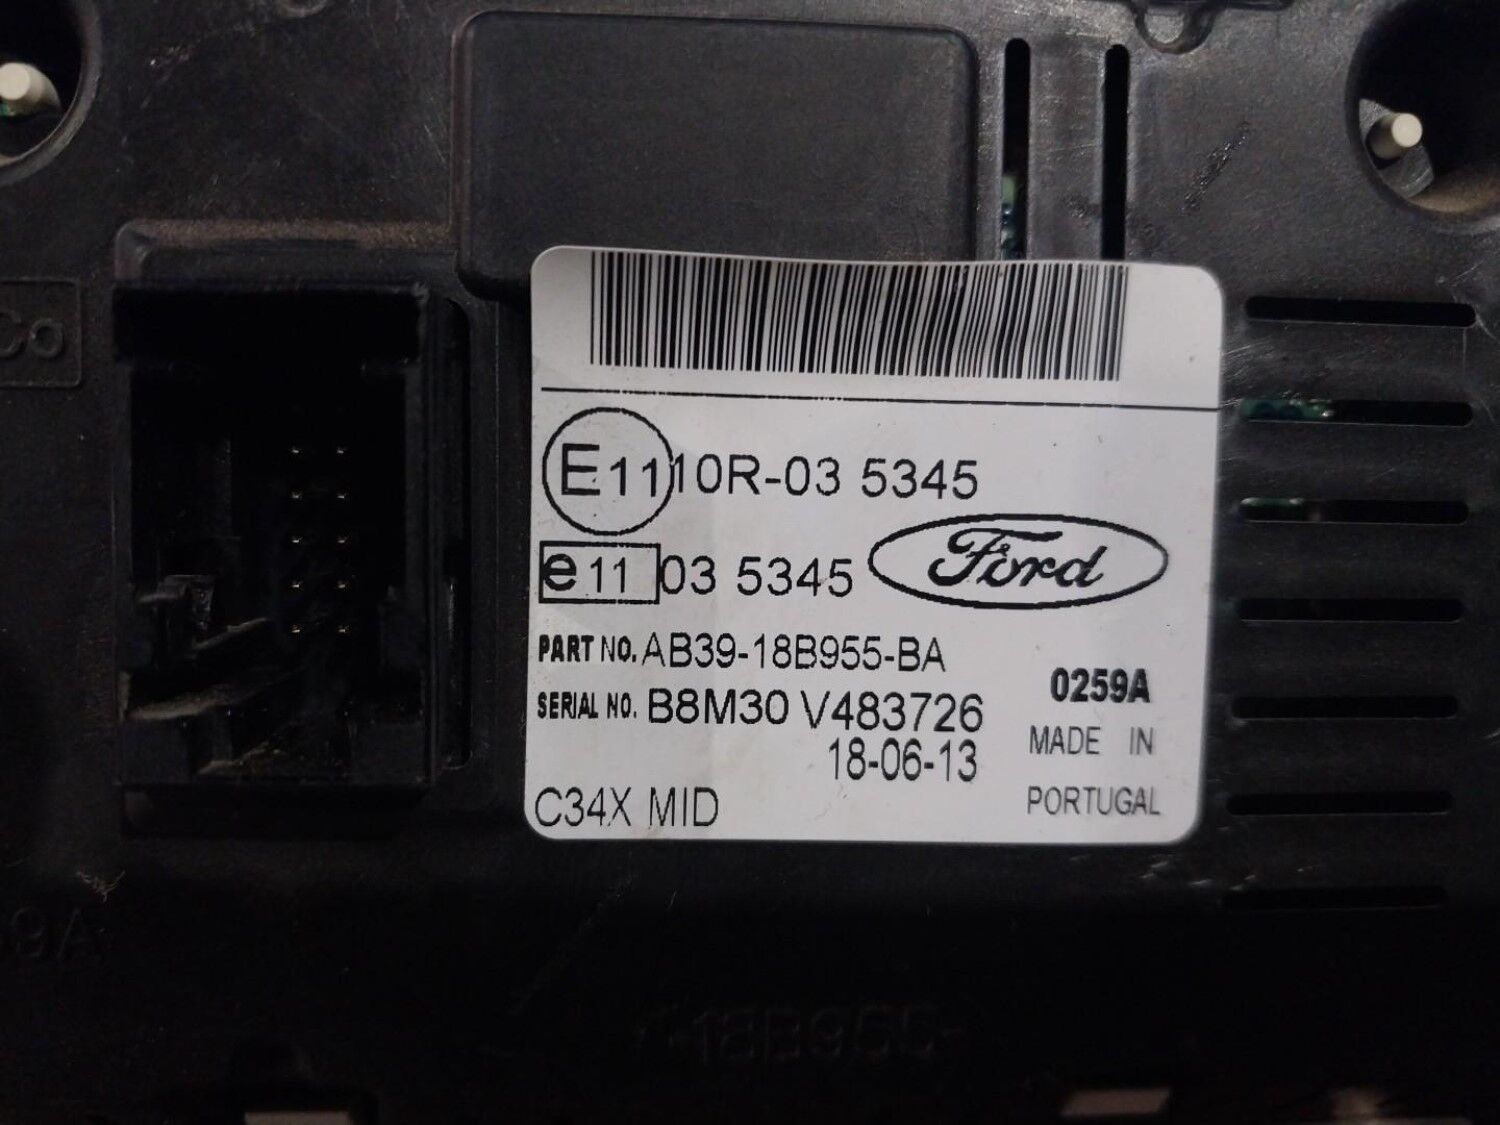 E11 10R-03 5345
e11 03 5345 Ford
PART NO. AB39-18B955-BA
0259A
SERIAL NO. B8M30 V483726
18-06-13
MADE IN
PORTUGAL
C34X MID
-18B955-